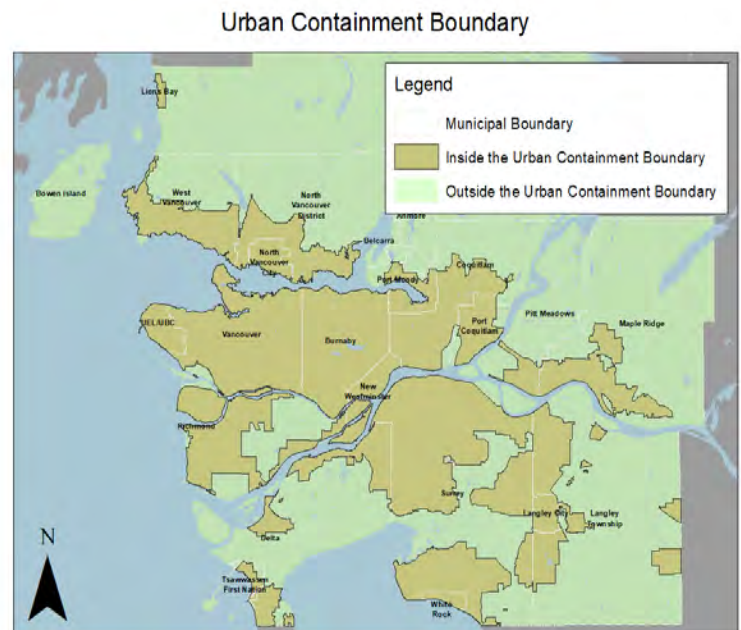 Urban Containment Boundary
Legend
Municipal Boundary
Inside the Urban Containment Boundary
Outside the Urban Containment Boundary
Lions Bay
Bowen Island
West
Vancouver
North
Vancouver
District
Anmore
Belcarra
North
Vancouver
City
Port Moody
Coquitlam
UEL/UBC
Vancouver
Burnaby
Port
Coquitlam
Pitt Meadows
Maple Ridge
New
Westminster
Richmond
Surrey
Langley City
Langley
Township
Delta
N
Tsawwassen
First Nation
White
Rock